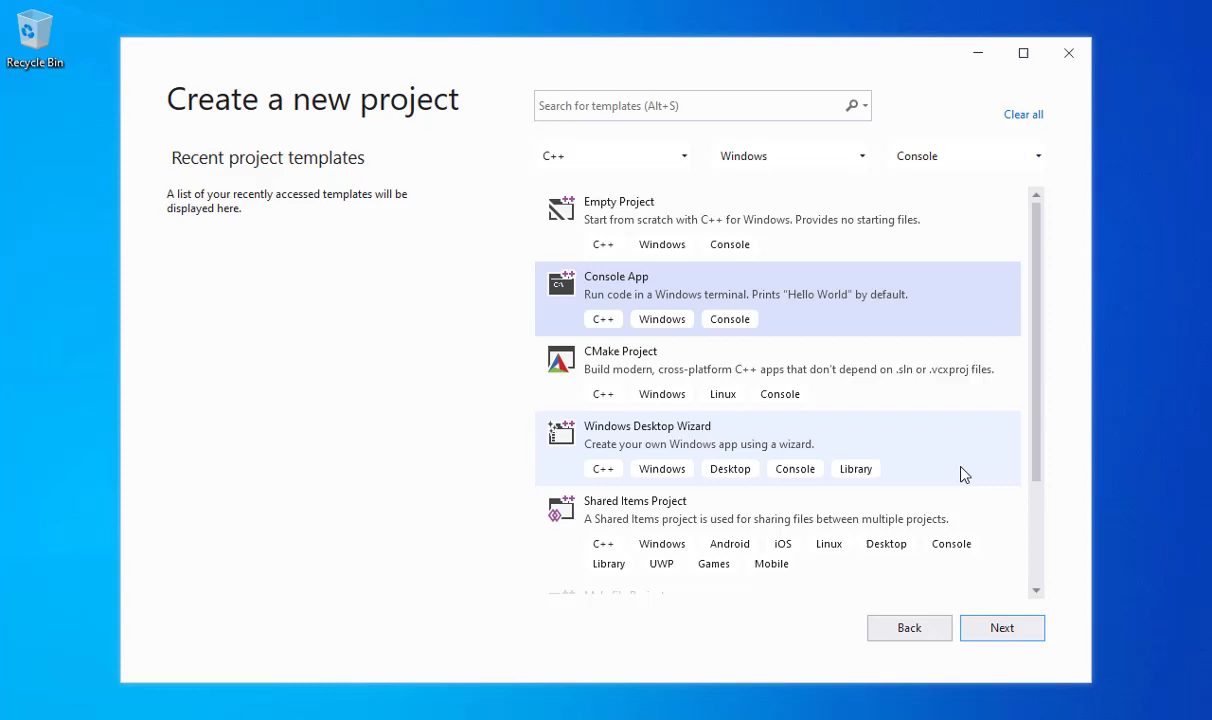 Recycle Bin
Create a new project
Search for templates (Alt+S)
Clear all
Recent project templates
A list of your recently accessed templates will be
displayed here.
C++ Windows Console
Empty Project
Start from scratch with C++ for Windows. Provides no starting files.
C++ Windows Console
Console App
Run code in a Windows terminal. Prints "Hello World" by default.
C++ Windows Console
CMake Project
Build modern, cross-platform C++ apps that don't depend on .sln or .vcxproj files.
C++ Windows Linux Console
Windows Desktop Wizard
Create your own Windows app using a wizard.
C++ Windows Desktop Console Library
Shared Items Project
A Shared Items project is used for sharing files between multiple projects.
C++ Windows Android iOS Linux Desktop Console
Library UWP Games Mobile
Back Next